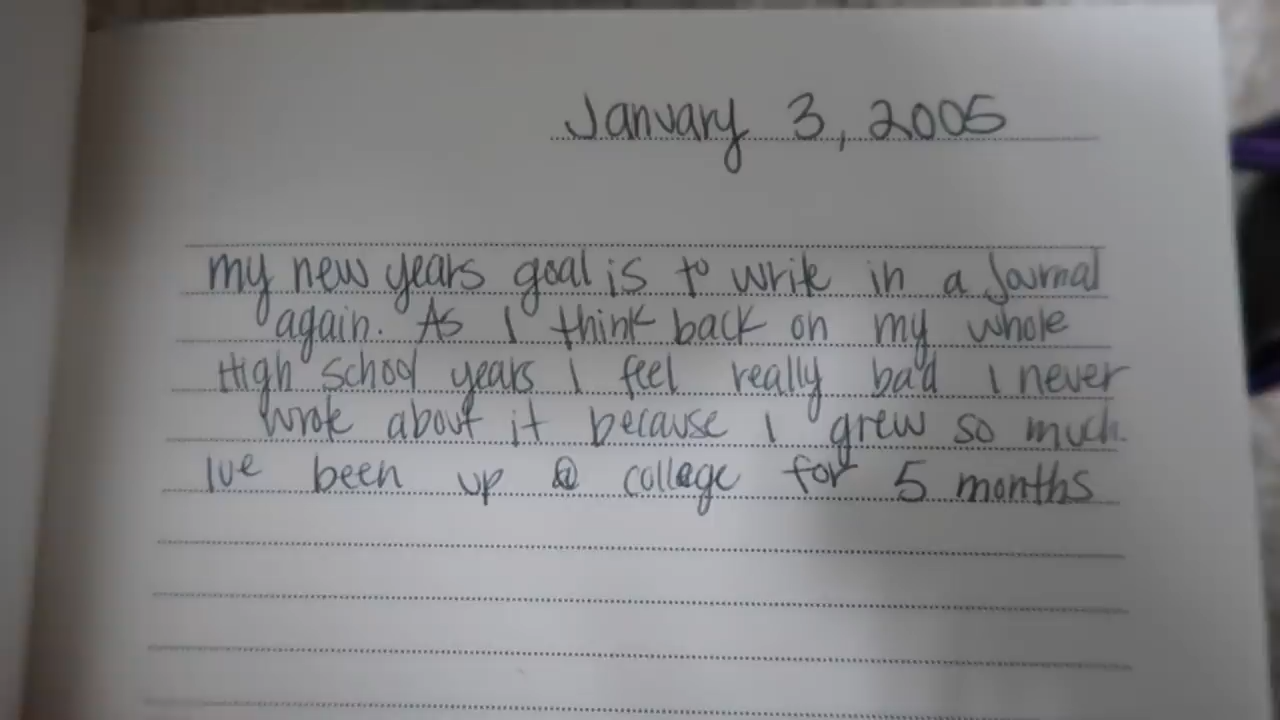 January 3, 2005
my new years goal is to write in a Journal
again. As I think back on my whole
High school years I feel really bad I never
wrote about it because I grew so much.
Ive been up @ college for 5 months